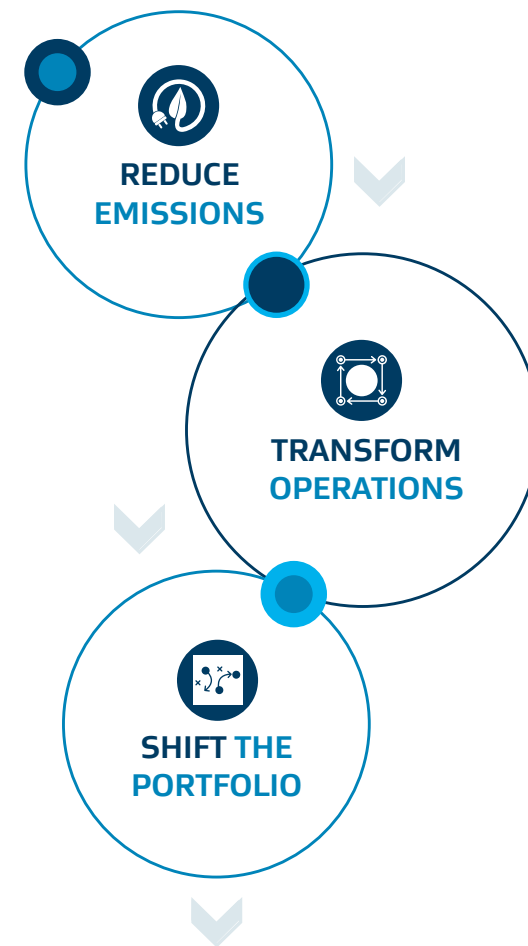 REDUCE
EMISSIONS
TRANSFORM
OPERATIONS
SHIFT THE
PORTFOLIO